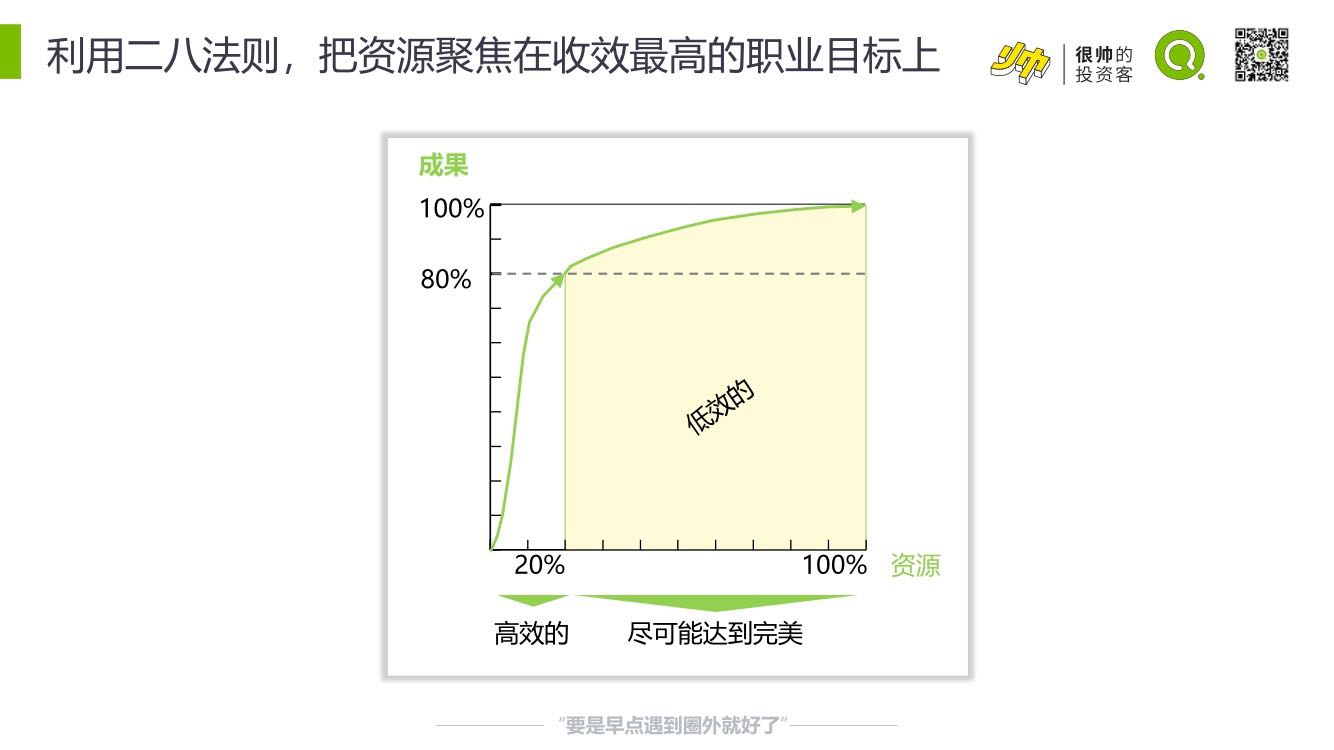 利用二八法则，把资源聚焦在收效最高的职业目标上
很帅的
投资客
成果
100%
80%
低效的
20%
100%
资源
高效的
尽可能达到完美
“要是早点遇到圈外就好了”